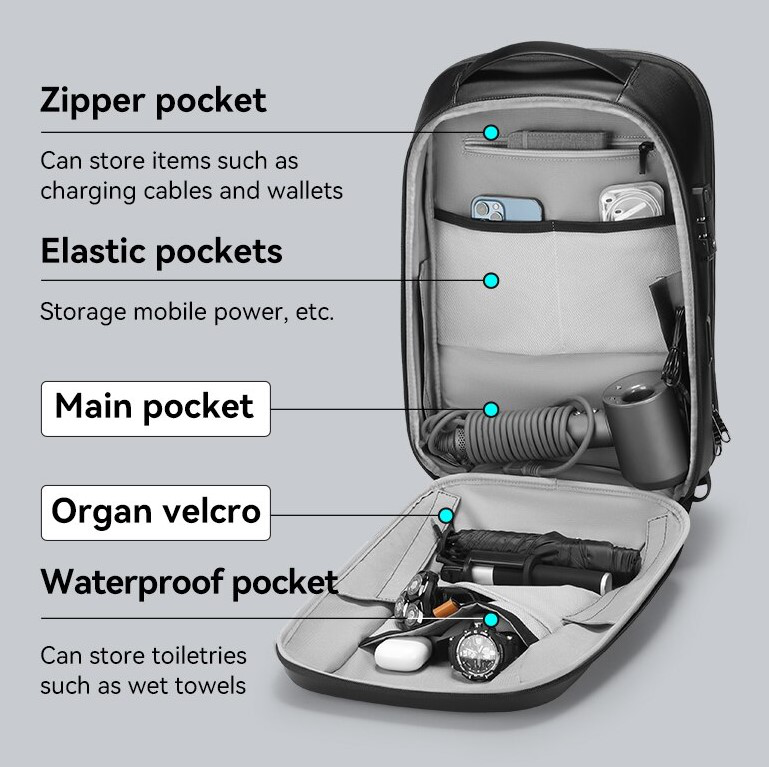 Zipper pocket
Can store items such as
charging cables and wallets
Elastic pockets
Storage mobile power, etc.
Main pocket
Organ velcro
Waterproof pocket
Can store toiletries
such as wet towels